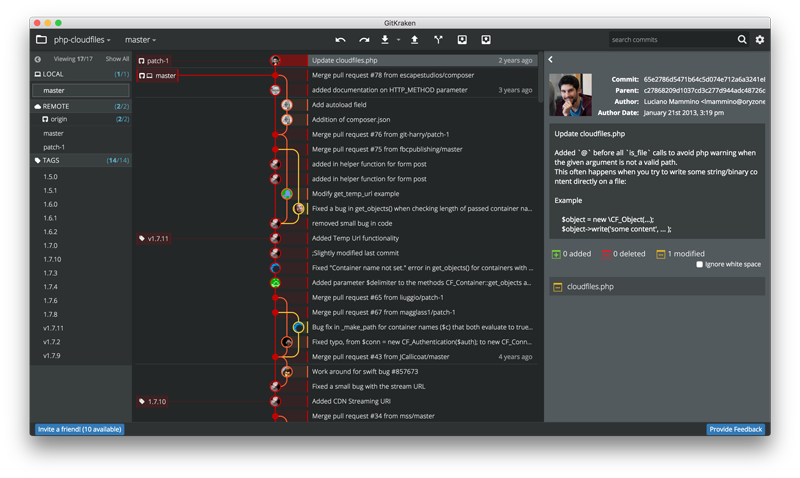 GitKraken
php-cloudfiles
master
search commits
Viewing 17/17 Show All
LOCAL (1/1)
master
REMOTE (2/2)
origin (2/2)
master
patch-1
TAGS (14/14)
1.5.0
1.5.1
1.6.0
1.6.1
1.6.2
1.7.0
1.7.10
1.7.3
1.7.4
1.7.6
1.7.8
v1.7.11
v1.7.2
v1.7.9
patch-1 Update cloudfiles.php 2 years ago
master Merge pull request #78 from escapestudios/composer
added documentation on HTTP_METHOD parameter 3 years ago
Add autoload field
Addition of composer.json
Merge pull request #76 from git-harry/patch-1
Merge pull request #75 from fbcpublishing/master
added in helper function for form post
added in helper function for form post
Modify get_temp_url example
Fixed a bug in get_objects() when checking length of passed container na...
removed small bug in code
v1.7.11 Added Temp Url functionality
;Slightly modified last commit
Fixed "Container name not set." error in get_objects() for containers with ...
Added parameter $delimiter to the methods CF_Container::get_objects a...
Merge pull request #65 from liuggio/patch-1
Merge pull request #67 from magglass1/patch-1
Bug fix in _make_path for container names ($c) that both evaluate to true...
Fixed typo, from $conn = new CF_Authentication($auth); to new CF_Conn...
Merge pull request #43 from JCallicoat/master 4 years ago
Work around for swift bug #857673
Fixed a small bug with the stream URL
1.7.10 Added CDN Streaming URI
Merge pull request #34 from mss/master
Commit: 65e2786d5471b64c5d074e712a6a3241el
Parent: c27868209d1037cd3c277d944adc48726c
Author: Luciano Mammino <lmammino@oryzone
Author Date: January 21st 2013, 3:19 pm
Update cloudfiles.php
Added `@` before all `is_file` calls to avoid php warning when
the given argument is not a valid path.
This often happens when you try to write some string/binary co
ntent directly on a file:
Example
$object = new \CF_Object(...);
$object->write('some content', ... );
0 added 0 deleted 1 modified
Ignore white space
cloudfiles.php
Invite a friend! (10 available)
Provide Feedback